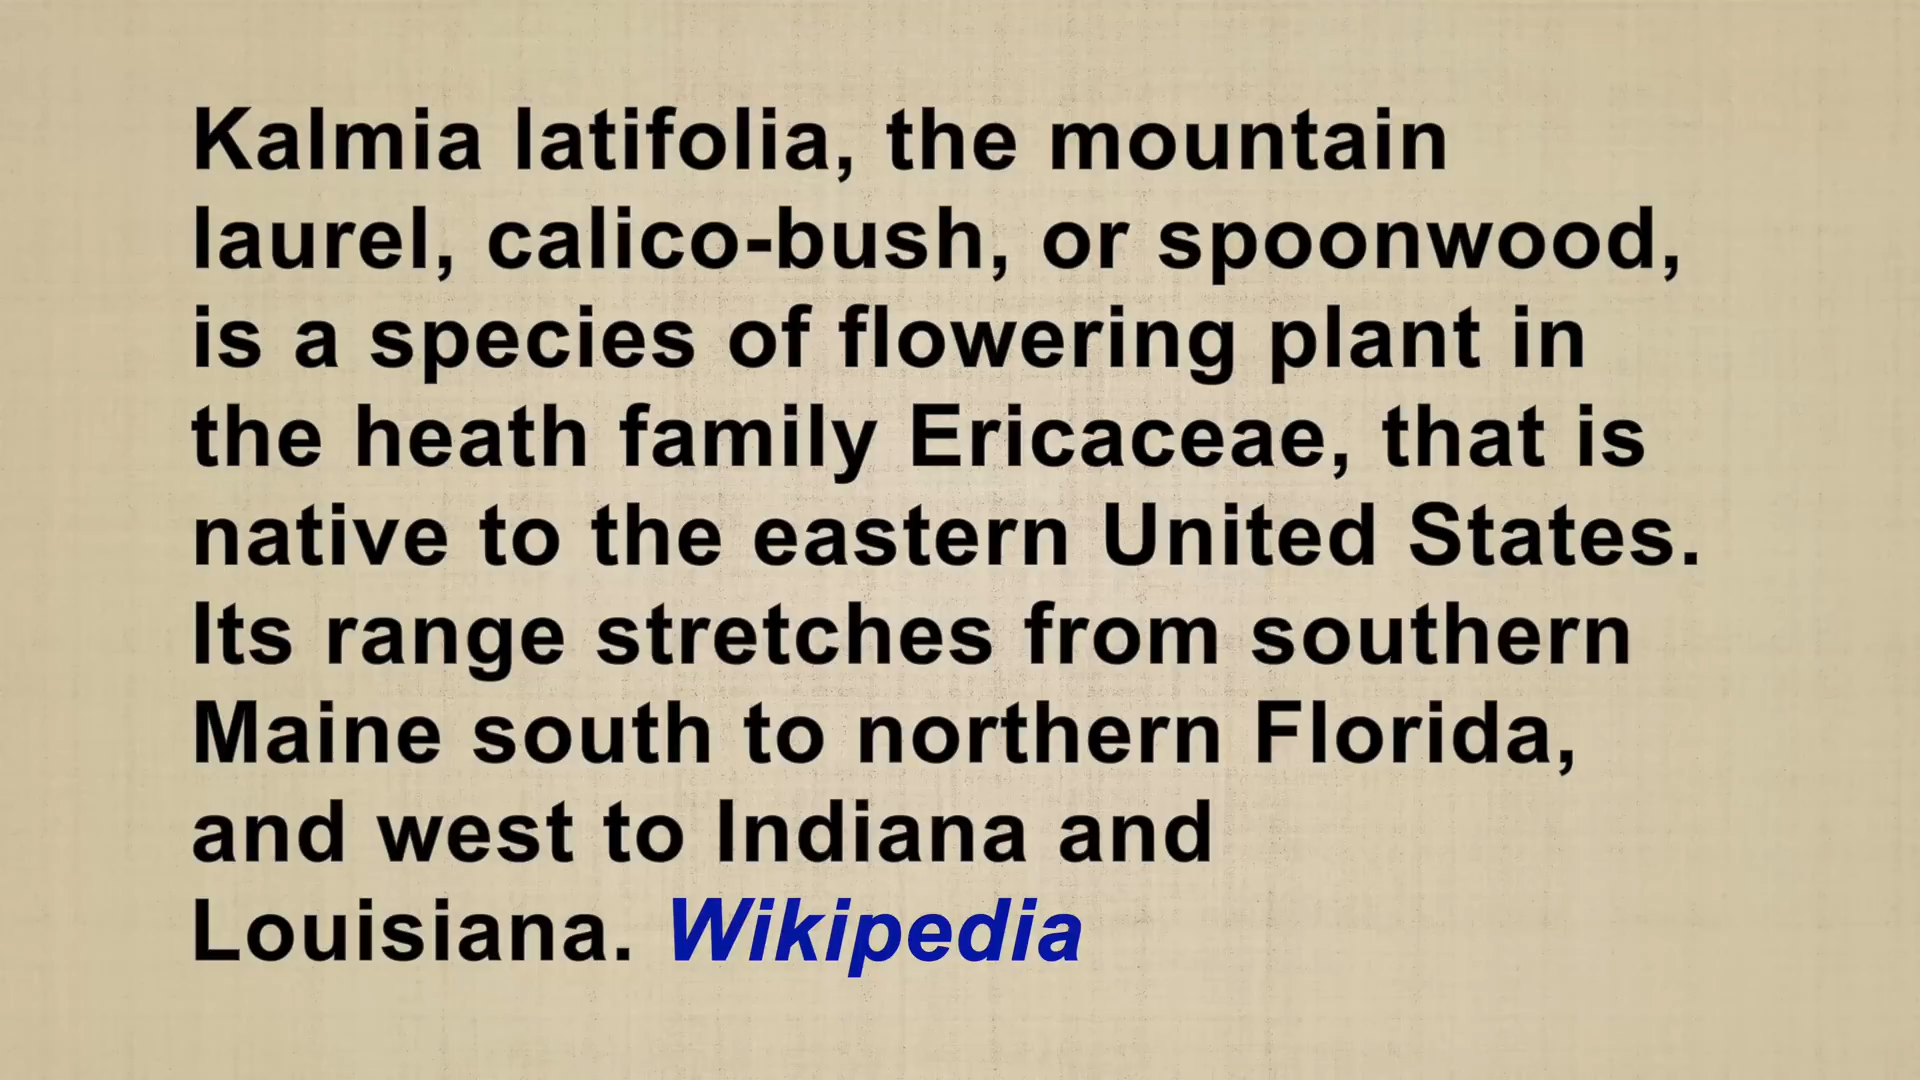 Kalmia latifolia, the mountain
laurel, calico-bush, or spoonwood,
is a species of flowering plant in
the heath family Ericaceae, that is
native to the eastern United States.
Its range stretches from southern
Maine south to northern Florida,
and west to Indiana and
Louisiana. Wikipedia